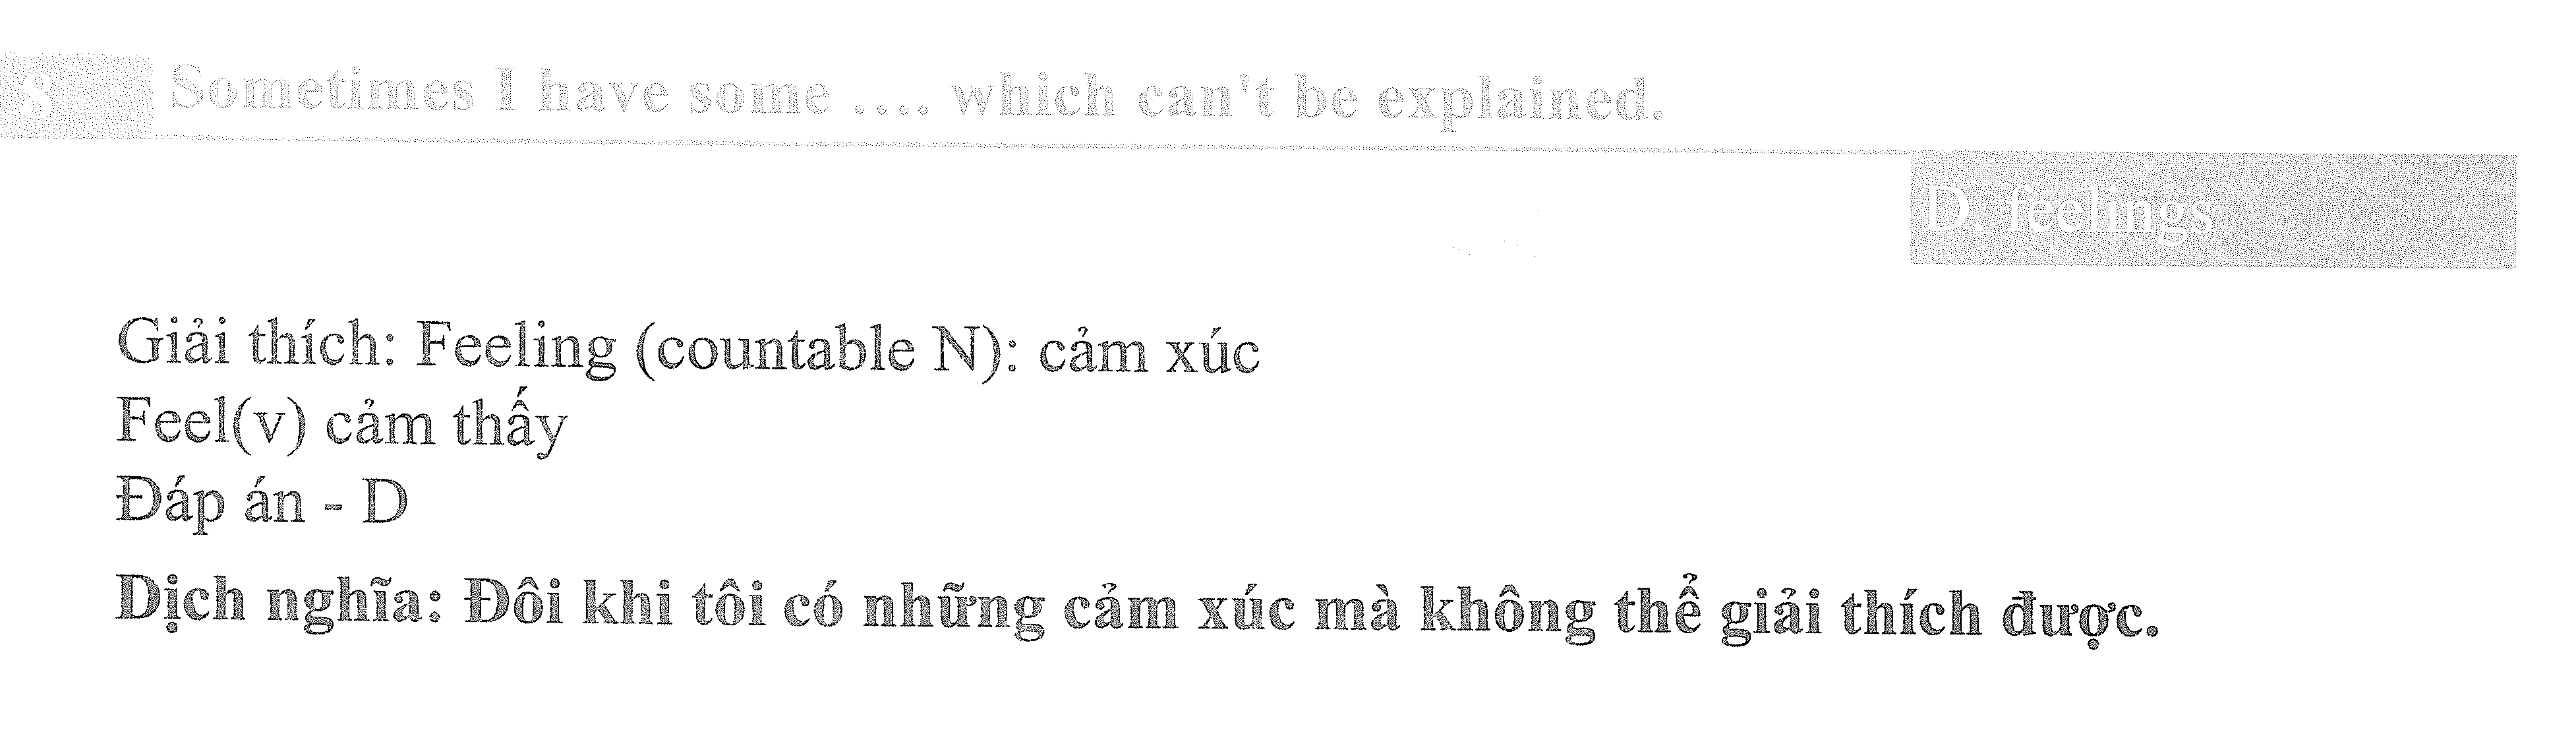 8 Sometimes I have some .... which can't be explained.
D. feelings
Giải thích: Feeling (countable N): cảm xúc
Feel(v) cảm thấy
Đáp án - D
Dịch nghĩa: Đôi khi tôi có những cảm xúc mà không thể giải thích được.